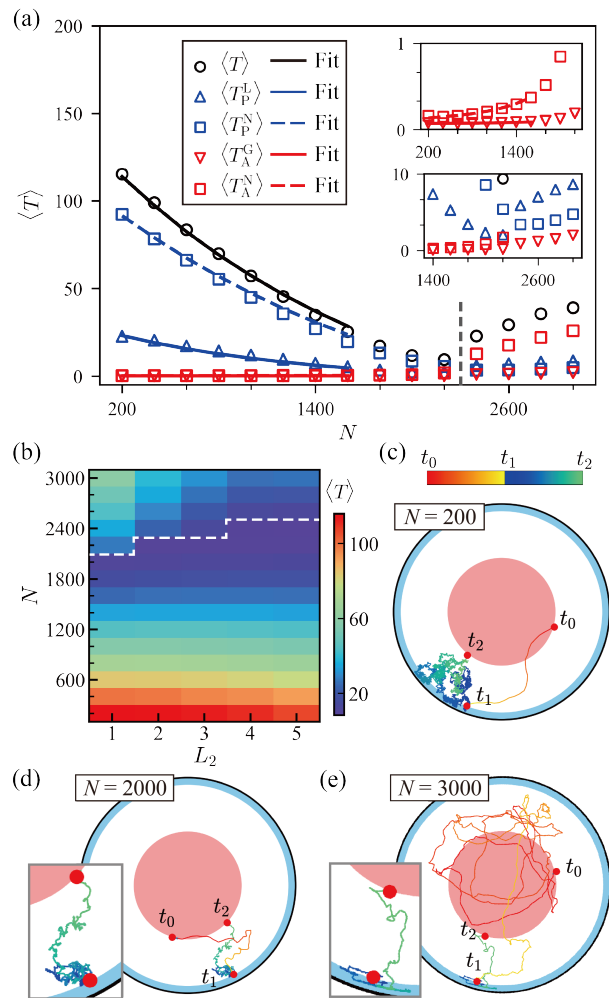 (a)
200
150
100
50
0
⟨T⟩
⟨T⟩ Fit
⟨T_P^L⟩ Fit
⟨T_P^N⟩ Fit
⟨T_A^G⟩ Fit
⟨T_A^N⟩ Fit
1
0
200 1400
10
0
1400 2600
200 1400 2600
N
(b)
3000
2400
1800
1200
600
N
1 2 3 4 5
L_2
⟨T⟩
100
60
20
(c)
t_0 t_1 t_2
N = 200
t_0
t_2
t_1
(d)
N = 2000
t_0
t_2
t_1
(e)
N = 3000
t_0
t_2
t_1